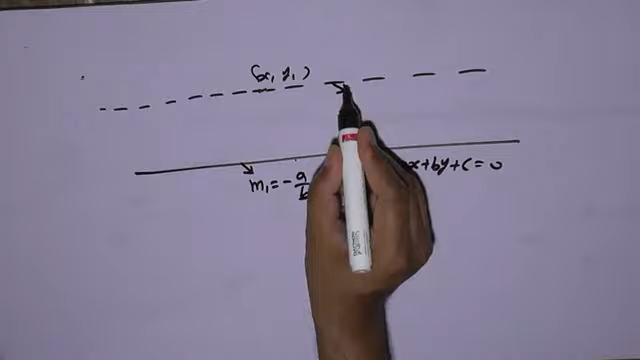 (x₁, y₁)
m₁ = - a/b
x + by + c = 0